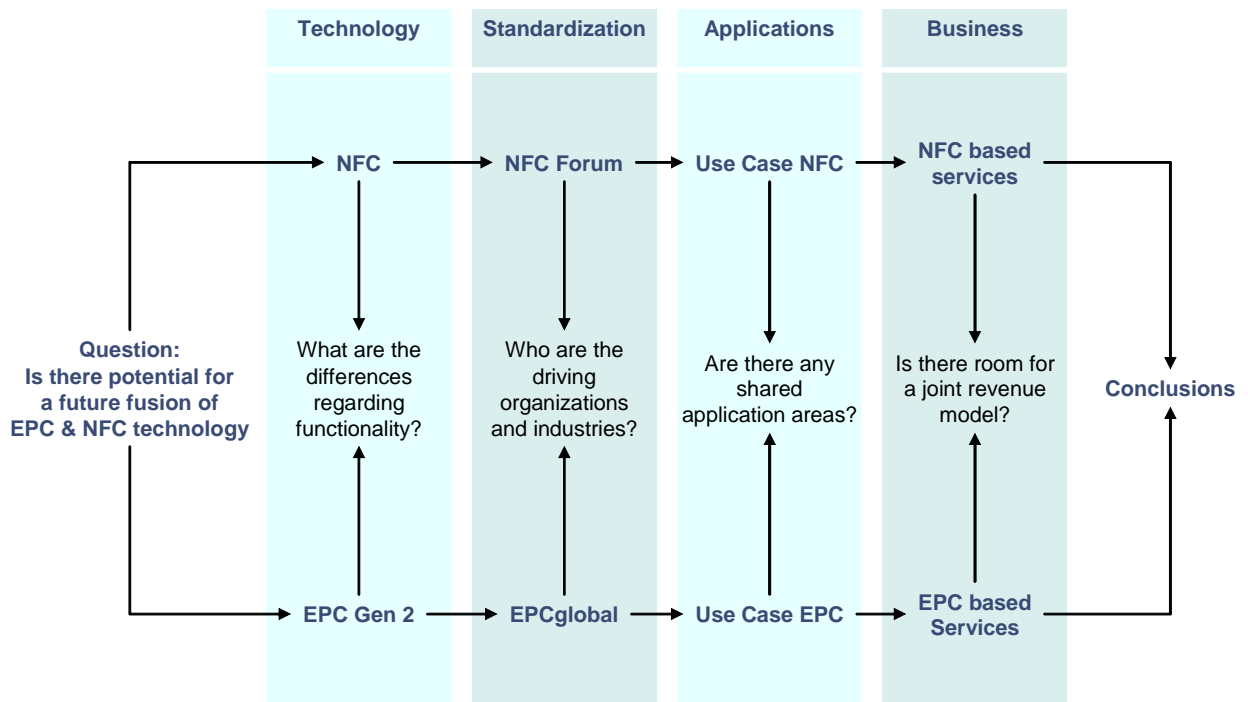 Technology
Standardization
Applications
Business
NFC
NFC Forum
Use Case NFC
NFC based
services
Question:
Is there potential for
a future fusion of
EPC & NFC technology
What are the
differences
regarding
functionality?
Who are the
driving
organizations
and industries?
Are there any
shared
application areas?
Is there room for
a joint revenue
model?
Conclusions
EPC Gen 2
EPCglobal
Use Case EPC
EPC based
Services